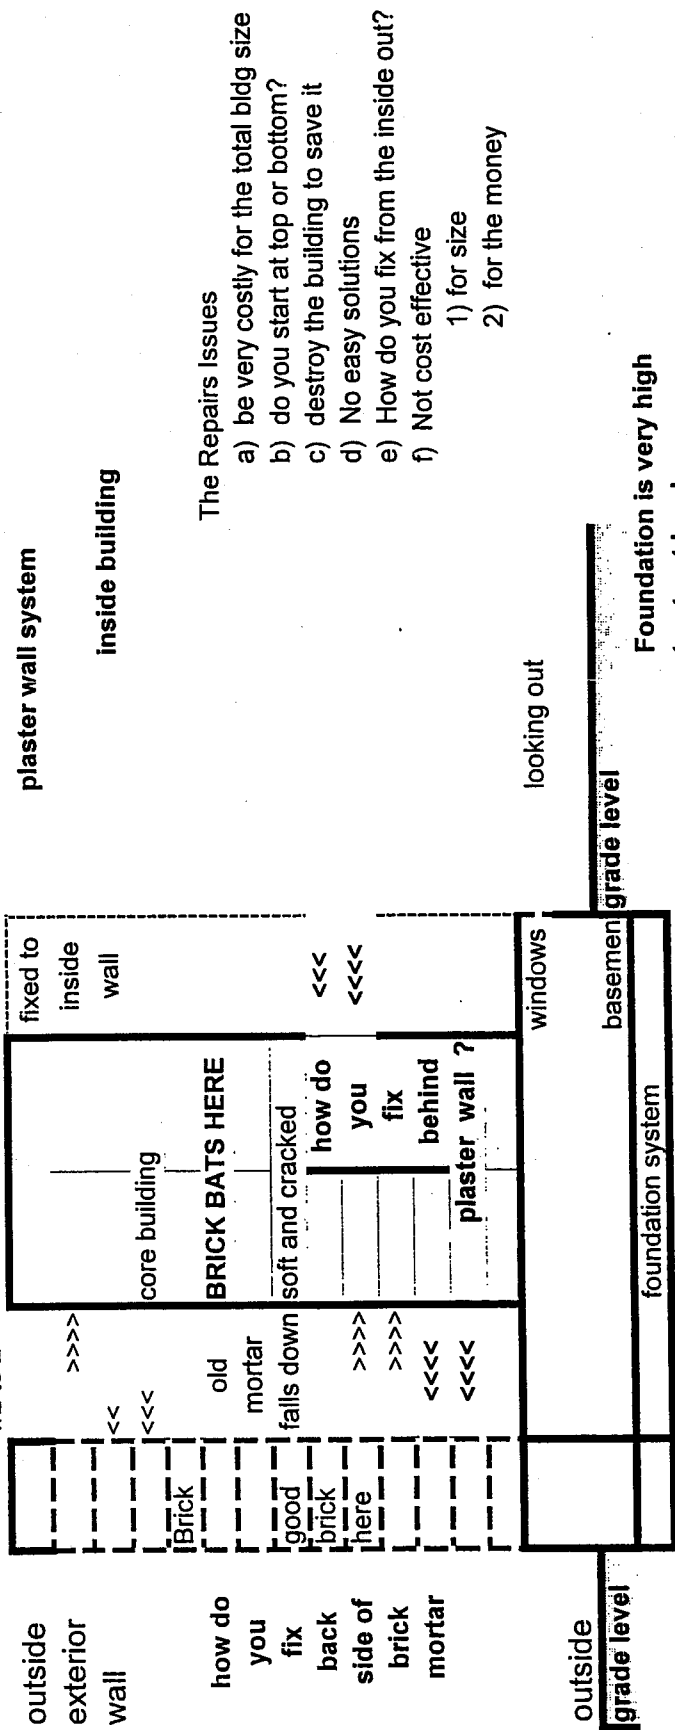 plaster wall system
inside building
outside
exterior
wall
>>>>
<<
<<<
fixed to
inside
wall
core building
BRICK BATS HERE
Brick
old
mortar
falls down
soft and cracked
good
brick
here
how do
you
fix
back
side of
brick
mortar
>>>>
>>>>
<<<<
<<<<
how do
you
fix
behind
plaster wall ?
<<<
<<<<
The Repairs Issues
a) be very costly for the total bldg size
b) do you start at top or bottom?
c) destroy the building to save it
d) No easy solutions
e) How do you fix from the inside out?
f) Not cost effective
1) for size
2) for the money
windows
looking out
outside
grade level
basemen
grade level
foundation system
Foundation is very high